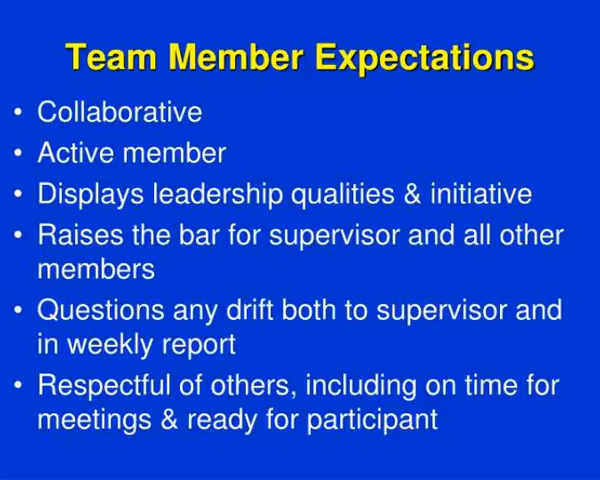 Team Member Expectations
• Collaborative
• Active member
• Displays leadership qualities & initiative
• Raises the bar for supervisor and all other
members
• Questions any drift both to supervisor and
in weekly report
• Respectful of others, including on time for
meetings & ready for participant